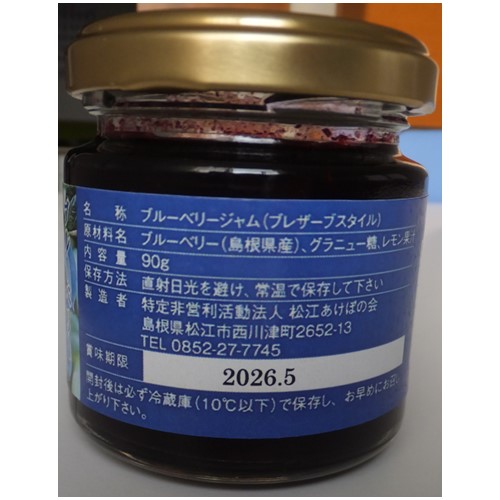 名称 ブルーベリージャム(プレザーブスタイル)
原材料名 ブルーベリー(島根県産)、グラニュー糖、レモン果汁
内容量 90g
保存方法 直射日光を避け、常温で保存して下さい
製造者 特定非営利活動法人 松江あけぼの会
島根県松江市西川津町2652-13
TEL 0852-27-7745
賞味期限 2026.5
開封後は必ず冷蔵庫(10℃以下)で保存し、お早めにお召し
上がり下さい。